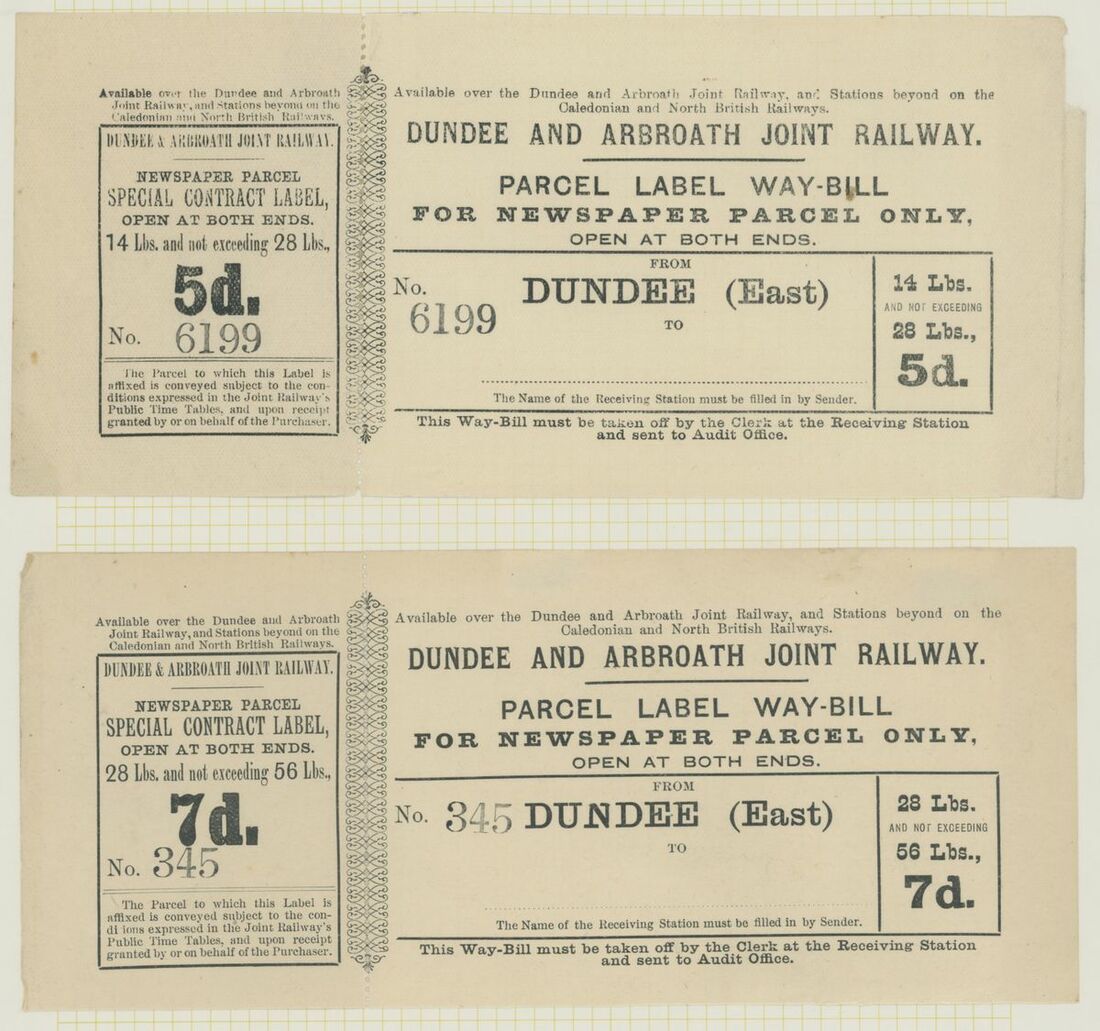 Available over the Dundee and Arbroath
Joint Railway, and Stations beyond on the
Caledonian and North British Railways.
DUNDEE & ARBROATH JOINT RAILWAY.
NEWSPAPER PARCEL
SPECIAL CONTRACT LABEL,
OPEN AT BOTH ENDS.
14 Lbs. and not exceeding 28 Lbs.,
5d.
No. 6199
The Parcel to which this Label is
affixed is conveyed subject to the con-
ditions expressed in the Joint Railway's
Public Time Tables, and upon receipt
granted by or on behalf of the Purchaser.
Available over the Dundee and Arbroath Joint Railway, and Stations beyond on the
Caledonian and North British Railways.
DUNDEE AND ARBROATH JOINT RAILWAY.
PARCEL LABEL WAY-BILL
FOR NEWSPAPER PARCEL ONLY,
OPEN AT BOTH ENDS.
FROM
No. DUNDEE (East)
6199
TO
The Name of the Receiving Station must be filled in by Sender.
14 Lbs.
AND NOT EXCEEDING
28 Lbs.,
5d.
This Way-Bill must be taken off by the Clerk at the Receiving Station
and sent to Audit Office.
Available over the Dundee and Arbroath
Joint Railway, and Stations beyond on the
Caledonian and North British Railways.
DUNDEE & ARBROATH JOINT RAILWAY.
NEWSPAPER PARCEL
SPECIAL CONTRACT LABEL,
OPEN AT BOTH ENDS.
28 Lbs. and not exceeding 56 Lbs.,
7d.
No. 345
The Parcel to which this Label is
affixed is conveyed subject to the con-
di ions expressed in the Joint Railway's
Public Time Tables, and upon receipt
granted by or on behalf of the Purchaser.
Available over the Dundee and Arbroath Joint Railway, and Stations beyond on the
Caledonian and North British Railways.
DUNDEE AND ARBROATH JOINT RAILWAY.
PARCEL LABEL WAY-BILL
FOR NEWSPAPER PARCEL ONLY,
OPEN AT BOTH ENDS.
FROM
No. 345 DUNDEE (East)
TO
The Name of the Receiving Station must be filled in by Sender.
28 Lbs.
AND NOT EXCEEDING
56 Lbs.,
7d.
This Way-Bill must be taken off by the Clerk at the Receiving Station
and sent to Audit Office.